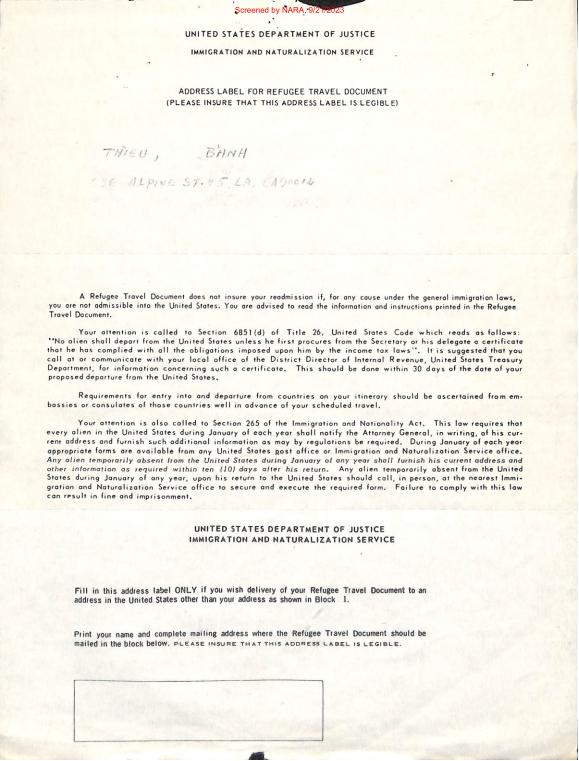 Screened by NARA, 9/21/2023
UNITED STATES DEPARTMENT OF JUSTICE
IMMIGRATION AND NATURALIZATION SERVICE
ADDRESS LABEL FOR REFUGEE TRAVEL DOCUMENT
(PLEASE INSURE THAT THIS ADDRESS LABEL IS LEGIBLE)
THIEU, BANH
ALPINE ST. #5, LA, CA90012
A Refugee Travel Document does not insure your readmission if, for any cause under the general immigration laws,
you are not admissible into the United States. You are advised to read the information and instructions printed in the Refugee
Travel Document.
Your attention is called to Section 6851(d) of Title 26, United States Code which reads as follows:
"No alien shall depart from the United States unless he first procures from the Secretary or his delegate a certificate
that he has complied with all the obligations imposed upon him by the income tax laws". It is suggested that you
call at or communicate with your local office of the District Director of Internal Revenue, United States Treasury
Department, for information concerning such a certificate. This should be done within 30 days of the date of your
proposed departure from the United States.
Requirements for entry into and departure from countries on your itinerary should be ascertained from em-
bassies or consulates of those countries well in advance of your scheduled travel.
Your attention is also called to Section 265 of the Immigration and Nationality Act. This law requires that
every alien in the United States during January of each year shall notify the Attorney General, in writing, of his cur-
rent address and furnish such additional information as may by regulations be required. During January of each year
appropriate forms are available from any United States post office or Immigration and Naturalization Service office.
Any alien temporarily absent from the United States during January of any year shall furnish his current address and
other information as required within ten (10) days after his return. Any alien temporarily absent from the United
States during January of any year, upon his return to the United States should call, in person, at the nearest Immi-
gration and Naturalization Service office to secure and execute the required form. Failure to comply with this law
can result in fine and imprisonment.
UNITED STATES DEPARTMENT OF JUSTICE
IMMIGRATION AND NATURALIZATION SERVICE
Fill in this address label ONLY if you wish delivery of your Refugee Travel Document to an
address in the United States other than your address as shown in Block 1.
Print your name and complete mailing address where the Refugee Travel Document should be
mailed in the block below. PLEASE INSURE THAT THIS ADDRESS LABEL IS LEGIBLE.